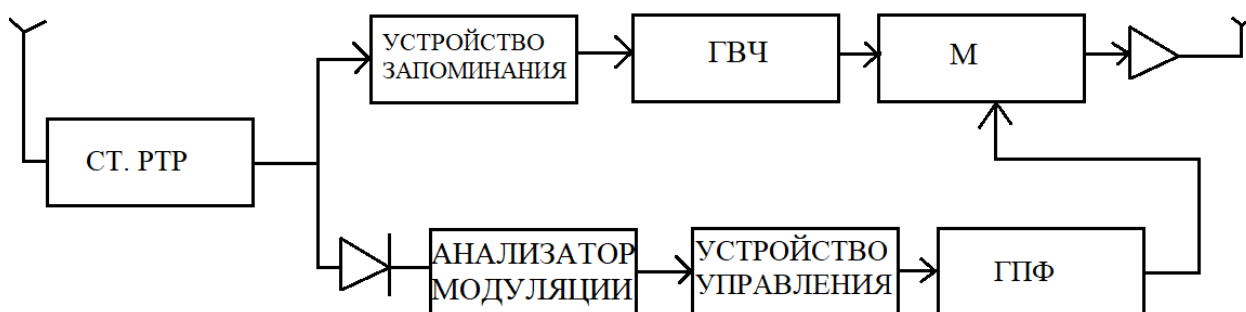 УСТРОЙСТВО
ЗАПОМИНАНИЯ
ГВЧ
М
СТ. РТР
АНАЛИЗАТОР
МОДУЛЯЦИИ
УСТРОЙСТВО
УПРАВЛЕНИЯ
ГПФ